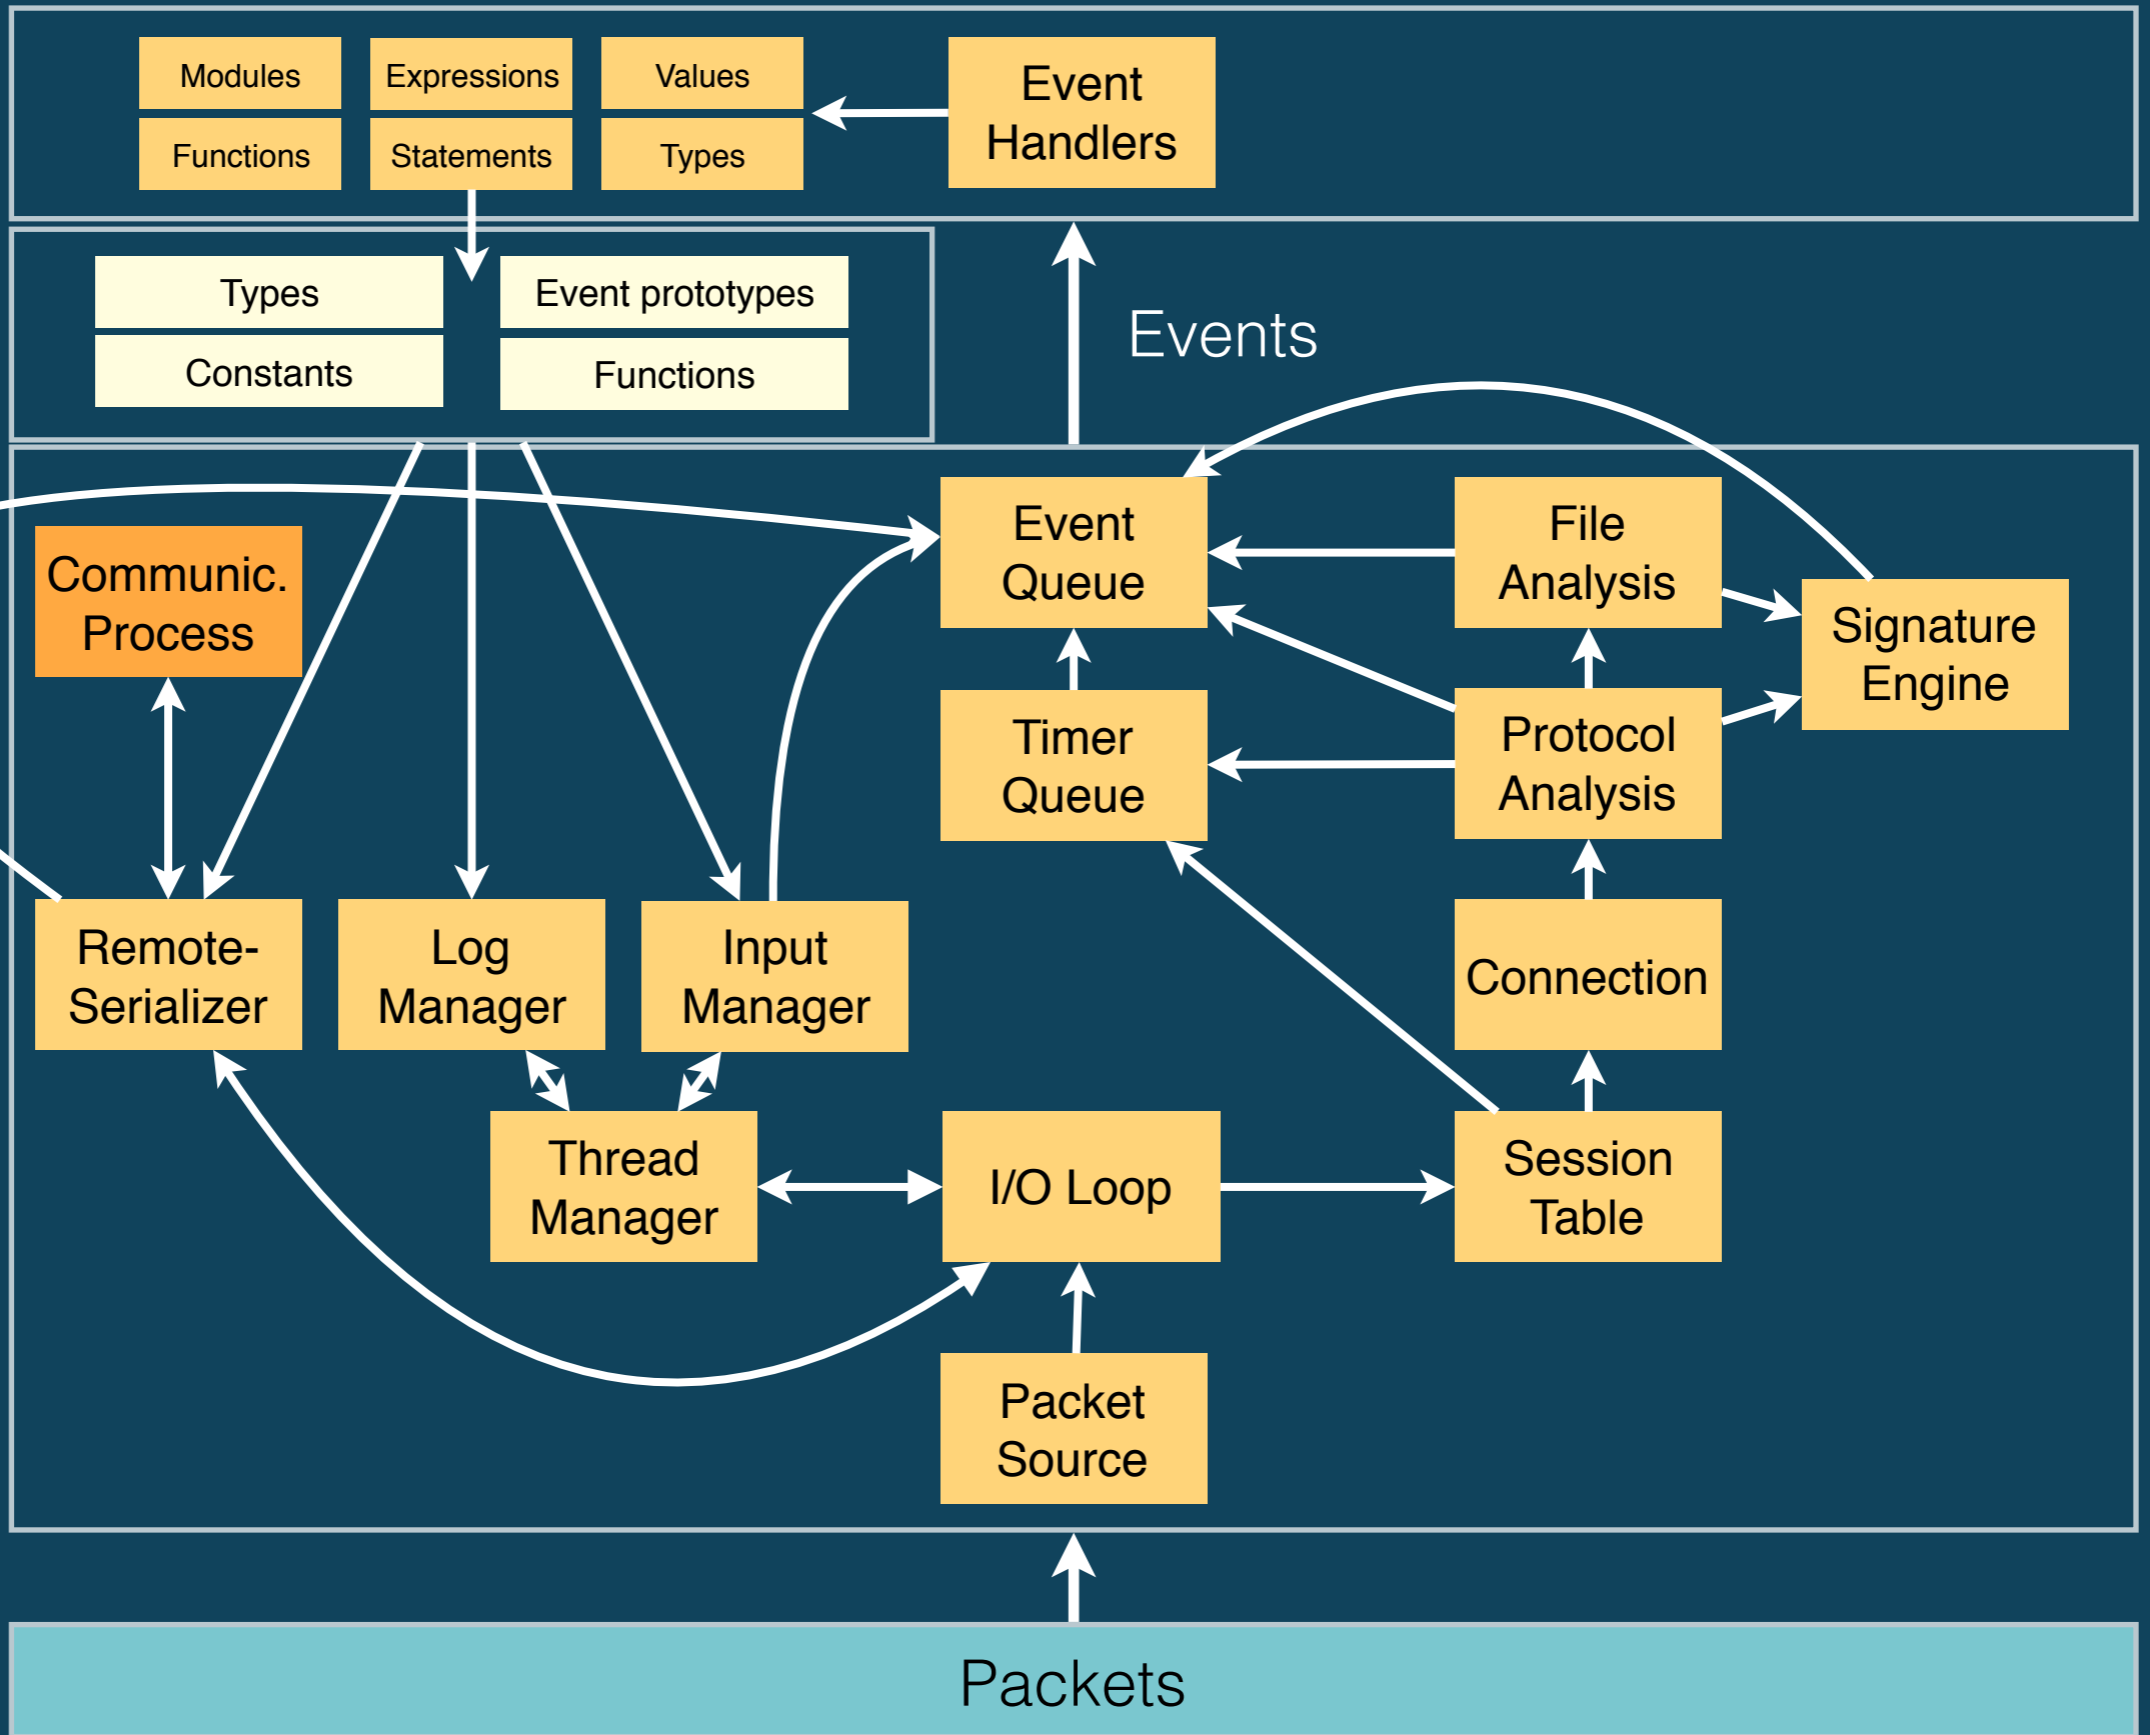 Modules
Expressions
Values
Functions
Statements
Types
Event
Handlers
Types
Event prototypes
Constants
Functions
Events
Communic.
Process
Event
Queue
File
Analysis
Signature
Engine
Timer
Queue
Protocol
Analysis
Remote-
Serializer
Log
Manager
Input
Manager
Connection
Thread
Manager
I/O Loop
Session
Table
Packet
Source
Packets